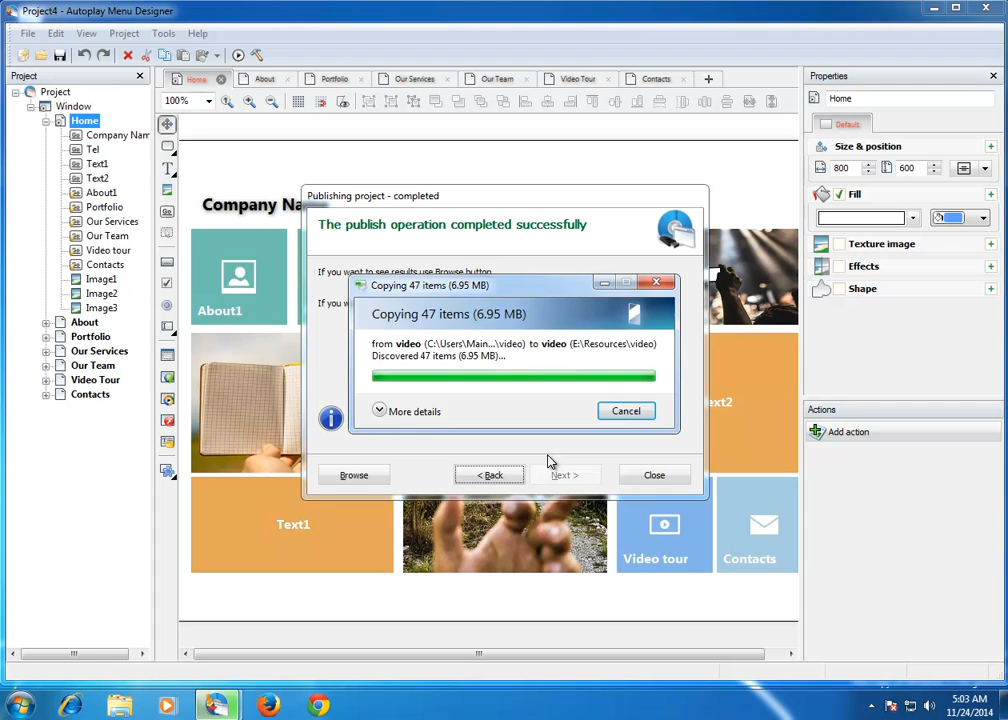 Project4 - Autoplay Menu Designer
File Edit View Project Tools Help
Project
Home About Portfolio Our Services Our Team Video Tour Contacts
Properties
100%
Project
Window
Home
Company Nam
Tel
Text1
Text2
About1
Portfolio
Our Services
Our Team
Video tour
Contacts
Image1
Image2
Image3
About
Portfolio
Our Services
Our Team
Video Tour
Contacts
Home
Default
Size & position
800 600
Fill
Texture image
Effects
Shape
Actions
Add action
Company Na
About1
Text1
ext2
Video tour
Contacts
Publishing project - completed
The publish operation completed successfully
If you want to see results use Browse button
If you w
Copying 47 items (6.95 MB)
Copying 47 items (6.95 MB)
from video (C:\Users\Main...\video) to video (E:\Resources\video)
Discovered 47 items (6.95 MB)...
More details
Cancel
Browse
< Back
Next >
Close
5:03 AM
11/24/2014